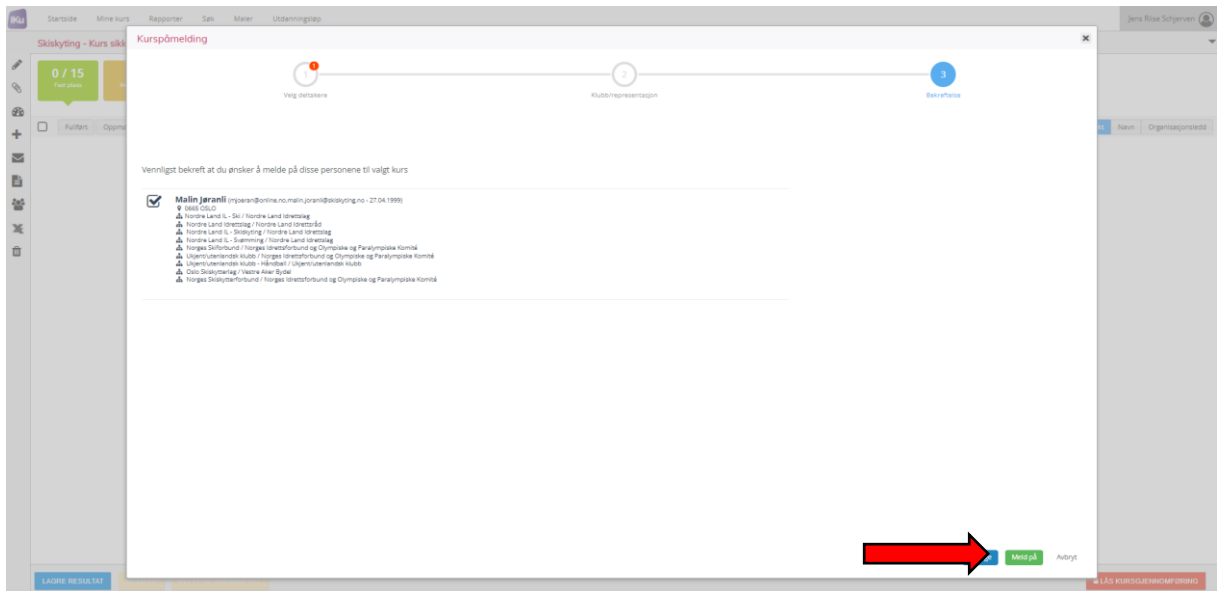 IKu Startside Mine kurs Rapporter Søk Maler Utdanningsløp Jens Riise Schjerven
Skiskyting - Kurs sikk
Kurspåmelding
1 1 2 3
Velg deltakere Klubb/representasjon Bekreftelse
0 / 15
Fast plass
Fullført Navn Organisasjonsledd
Vennligst bekreft at du ønsker å melde på disse personene til valgt kurs
Malin Jøranli (mjoeran@online.no,malin.joranli@skiskyting.no - 27.04.1999)
0665 OSLO
Nordre Land IL - Ski / Nordre Land Idrettslag
Nordre Land Idrettslag / Nordre Land Idrettsråd
Nordre Land IL - Skiskyting / Nordre Land Idrettslag
Nordre Land IL - Svømming / Nordre Land Idrettslag
Norges Skiforbund / Norges Idrettsforbund og Olympiske og Paralympiske Komité
Ukjent/utenlandsk klubb / Norges Idrettsforbund og Olympiske og Paralympiske Komité
Ukjent/utenlandsk klubb - Håndball / Ukjent/utenlandsk klubb
Oslo Skiskytterlag / Vestre Aker Bydel
Norges Skiskytterforbund / Norges Idrettsforbund og Olympiske og Paralympiske Komité
Meld på Avbryt
LAGRE RESULTAT LÅS KURSGJENNOMFØRING